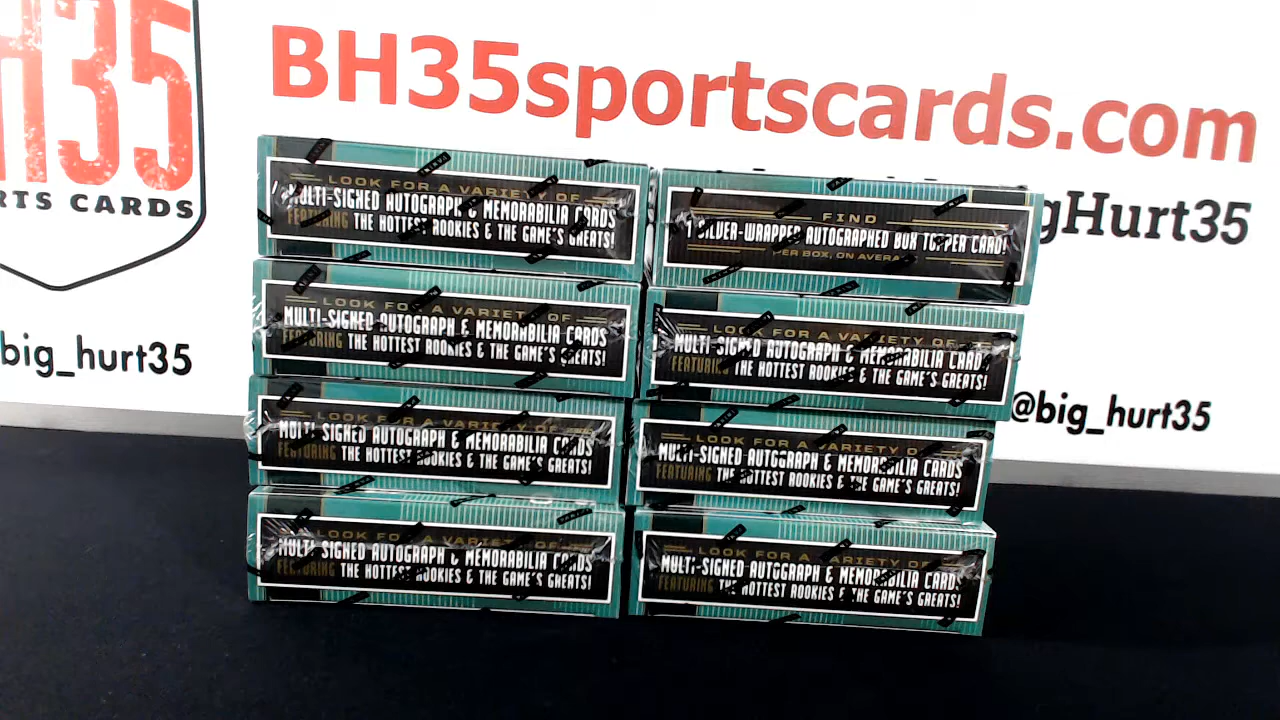 H35
RTS CARDS
big_hurt35
BH35sportscards.com
gHurt35
@big_hurt35
LOOK FOR A VARIETY OF
MULTI-SIGNED AUTOGRAPH & MEMORABILIA CARDS
FEATURING THE HOTTEST ROOKIES & THE GAME'S GREATS!
LOOK FOR A VARIETY OF
MULTI-SIGNED AUTOGRAPH & MEMORABILIA CARDS
FEATURING THE HOTTEST ROOKIES & THE GAME'S GREATS!
LOOK FOR A VARIETY OF
MULTI-SIGNED AUTOGRAPH & MEMORABILIA CARDS
FEATURING THE HOTTEST ROOKIES & THE GAME'S GREATS!
LOOK FOR A VARIETY OF
MULTI-SIGNED AUTOGRAPH & MEMORABILIA CARDS
FEATURING THE HOTTEST ROOKIES & THE GAME'S GREATS!
FIND
1 SILVER-WRAPPED AUTOGRAPHED BOX TOPPER CARD!
PER BOX, ON AVERAGE
LOOK FOR A VARIETY OF
MULTI-SIGNED AUTOGRAPH & MEMORABILIA CARDS
FEATURING THE HOTTEST ROOKIES & THE GAME'S GREATS!
LOOK FOR A VARIETY OF
MULTI-SIGNED AUTOGRAPH & MEMORABILIA CARDS
FEATURING THE HOTTEST ROOKIES & THE GAME'S GREATS!
LOOK FOR A VARIETY OF
MULTI-SIGNED AUTOGRAPH & MEMORABILIA CARDS
FEATURING THE HOTTEST ROOKIES & THE GAME'S GREATS!